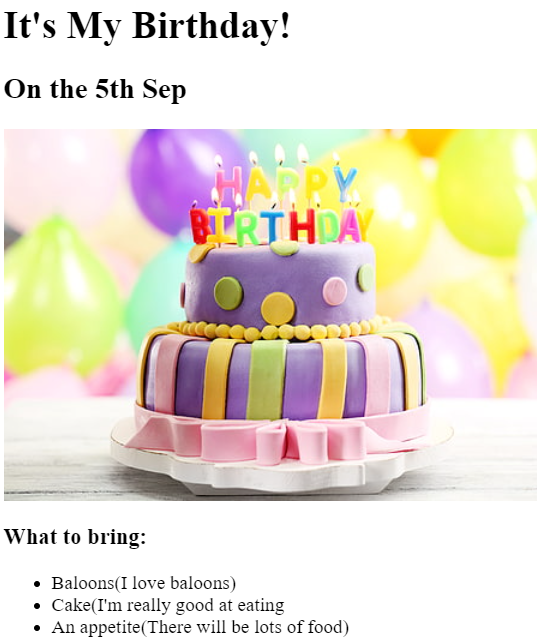 It's My Birthday!
On the 5th Sep
HAPPY
BIRTHDAY
What to bring:
Baloons(I love baloons)
Cake(I'm really good at eating
An appetite(There will be lots of food)